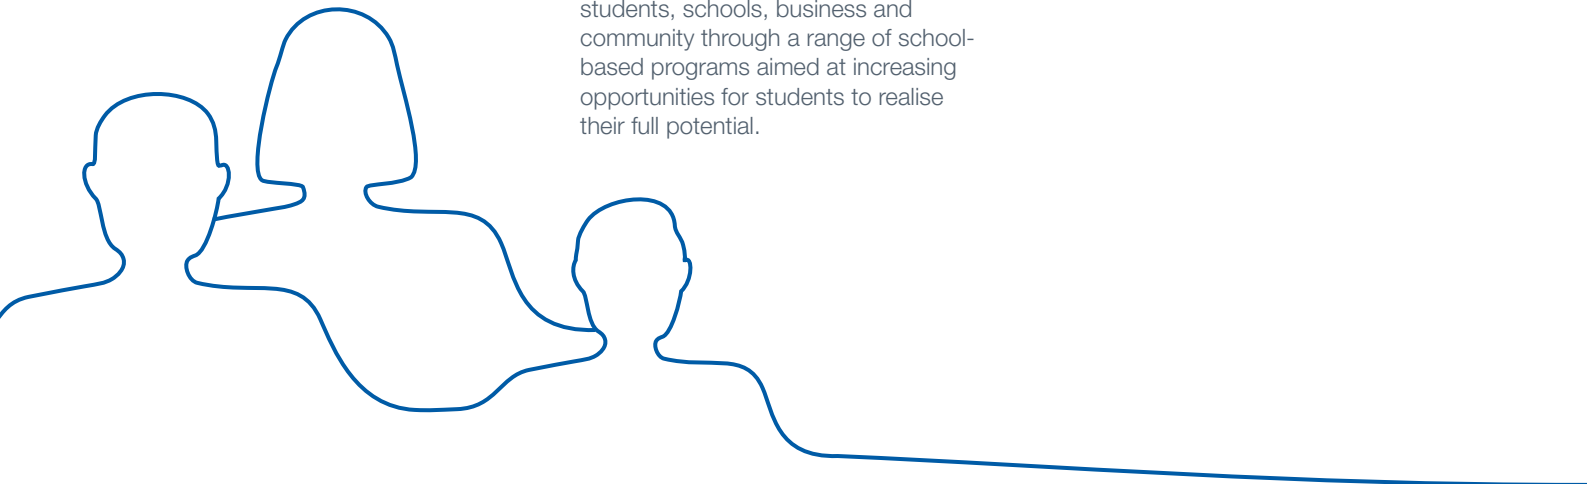 students, schools, business and
community through a range of school-
based programs aimed at increasing
opportunities for students to realise
their full potential.